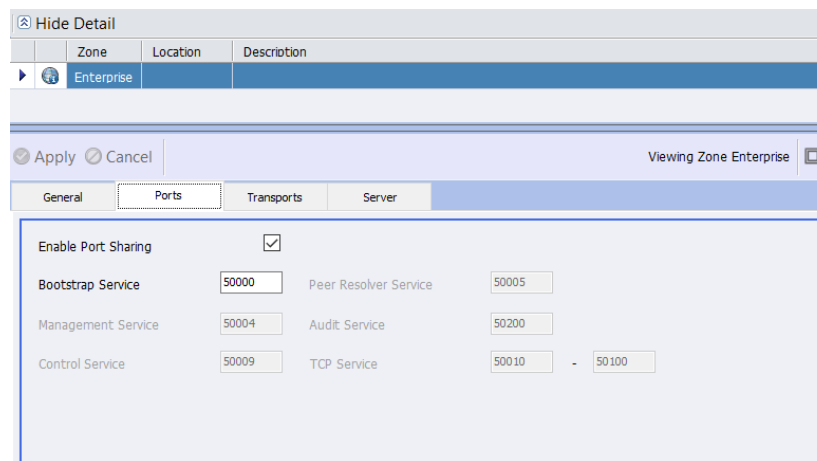 Hide Detail
Zone Location Description
Enterprise
Apply Cancel Viewing Zone Enterprise
General Ports Transports Server
Enable Port Sharing
Bootstrap Service 50000 Peer Resolver Service 50005
Management Service 50004 Audit Service 50200
Control Service 50009 TCP Service 50010 - 50100